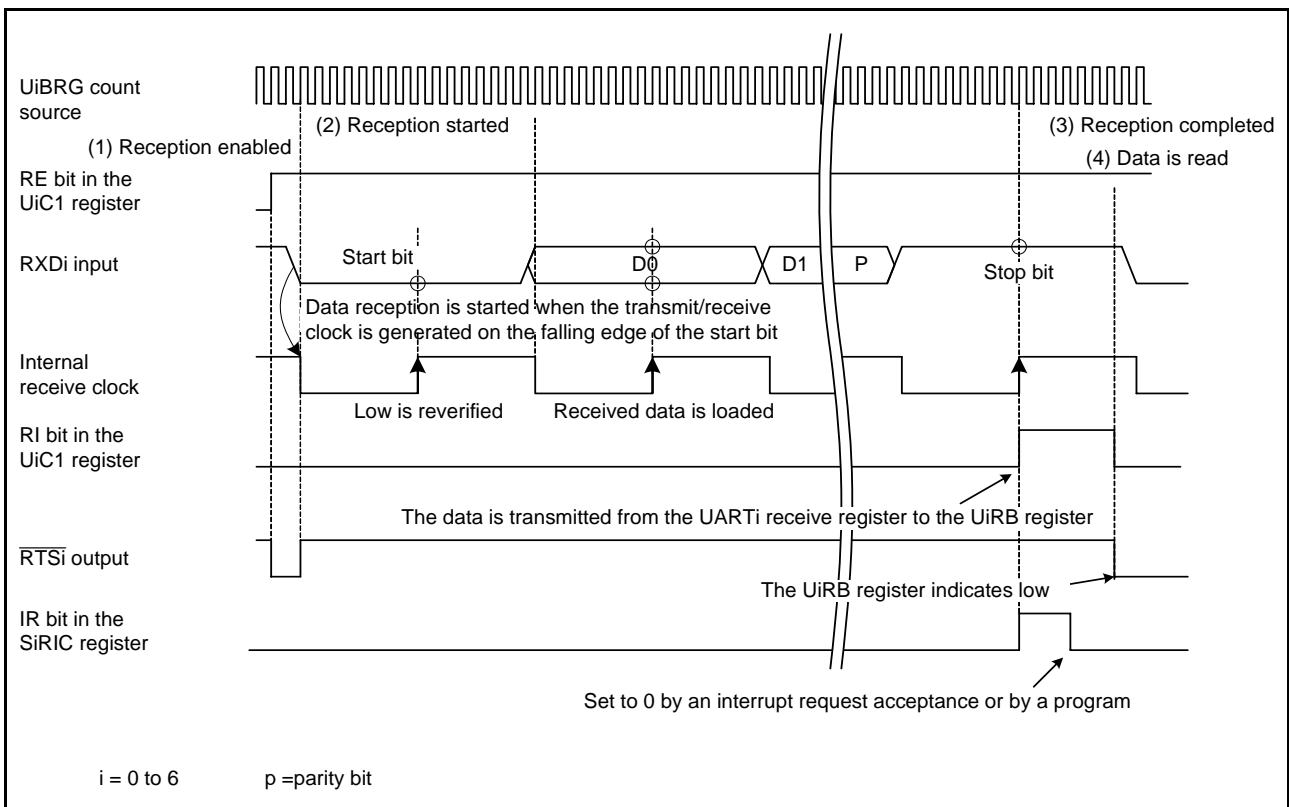 UiBRG count
source
(2) Reception started
(3) Reception completed
(1) Reception enabled
(4) Data is read
RE bit in the
UiC1 register
RXDi input
Start bit
D0
D1
P
Stop bit
Data reception is started when the transmit/receive
clock is generated on the falling edge of the start bit
Internal
receive clock
Low is reverified
Received data is loaded
RI bit in the
UiC1 register
The data is transmitted from the UARTi receive register to the UiRB register
RTSi output
The UiRB register indicates low
IR bit in the
SiRIC register
Set to 0 by an interrupt request acceptance or by a program
i = 0 to 6
p =parity bit